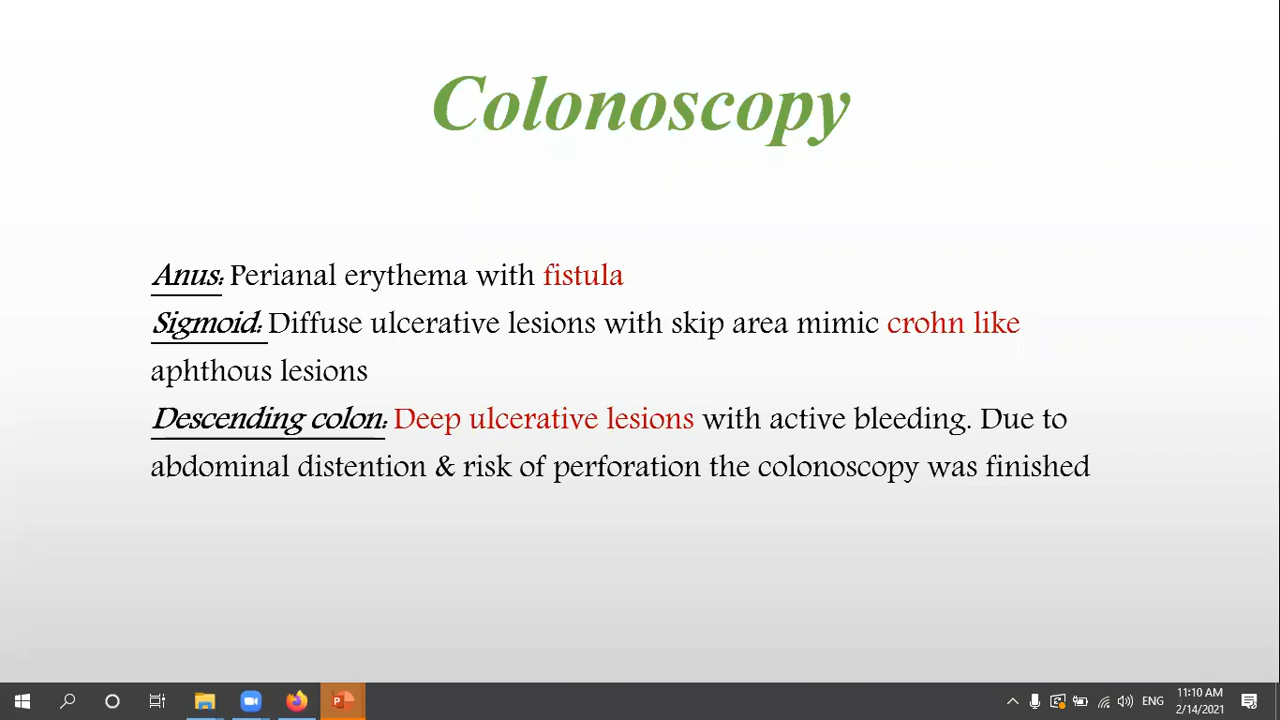 Colonoscopy
Anus: Perianal erythema with fistula
Sigmoid: Diffuse ulcerative lesions with skip area mimic crohn like
aphthous lesions
Descending colon: Deep ulcerative lesions with active bleeding. Due to
abdominal distention & risk of perforation the colonoscopy was finished
ENG
11:10 AM
2/14/2021